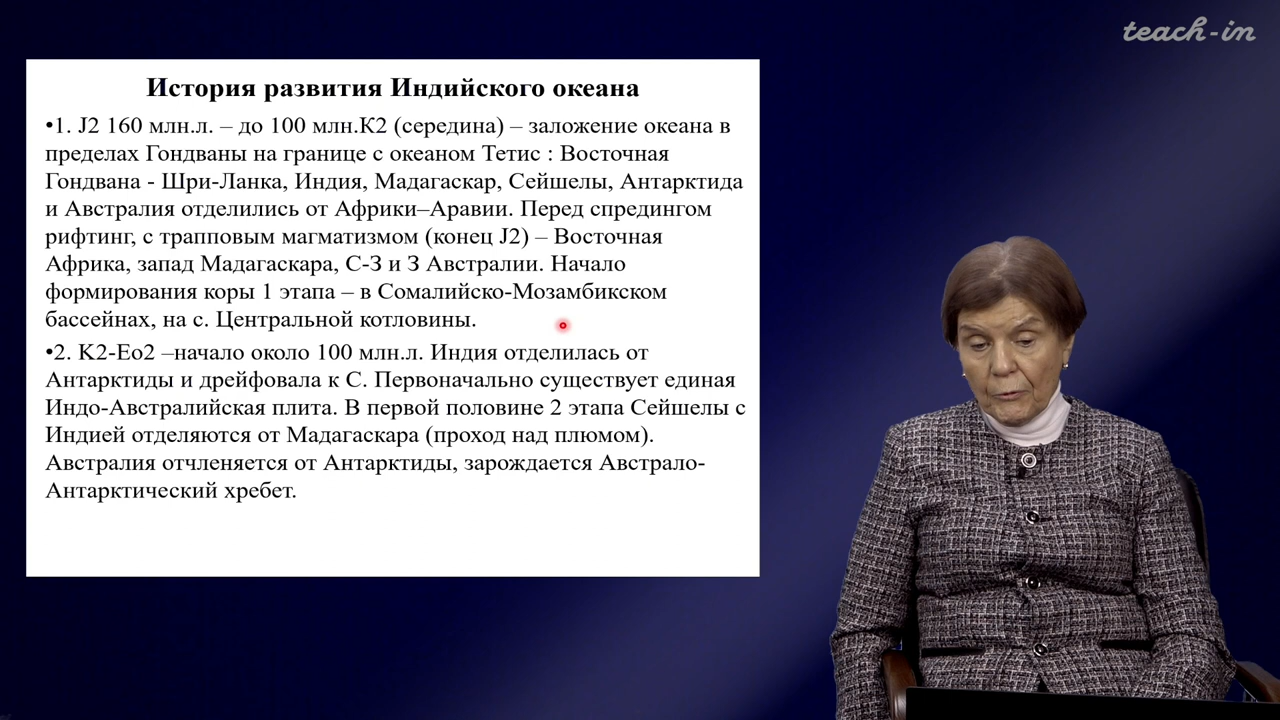 teach-in
История развития Индийского океана
•1. J2 160 млн.л. – до 100 млн.К2 (середина) – заложение океана в
пределах Гондваны на границе с океаном Тетис : Восточная
Гондвана - Шри-Ланка, Индия, Мадагаскар, Сейшелы, Антарктида
и Австралия отделились от Африки–Аравии. Перед спредингом
рифтинг, с трапповым магматизмом (конец J2) – Восточная
Африка, запад Мадагаскара, С-З и З Австралии. Начало
формирования коры 1 этапа – в Сомалийско-Мозамбикском
бассейнах, на с. Центральной котловины.
•2. К2-Ео2 –начало около 100 млн.л. Индия отделилась от
Антарктиды и дрейфовала к С. Первоначально существует единая
Индо-Австралийская плита. В первой половине 2 этапа Сейшелы с
Индией отделяются от Мадагаскара (проход над плюмом).
Австралия отчленяется от Антарктиды, зарождается Австрало-
Антарктический хребет.